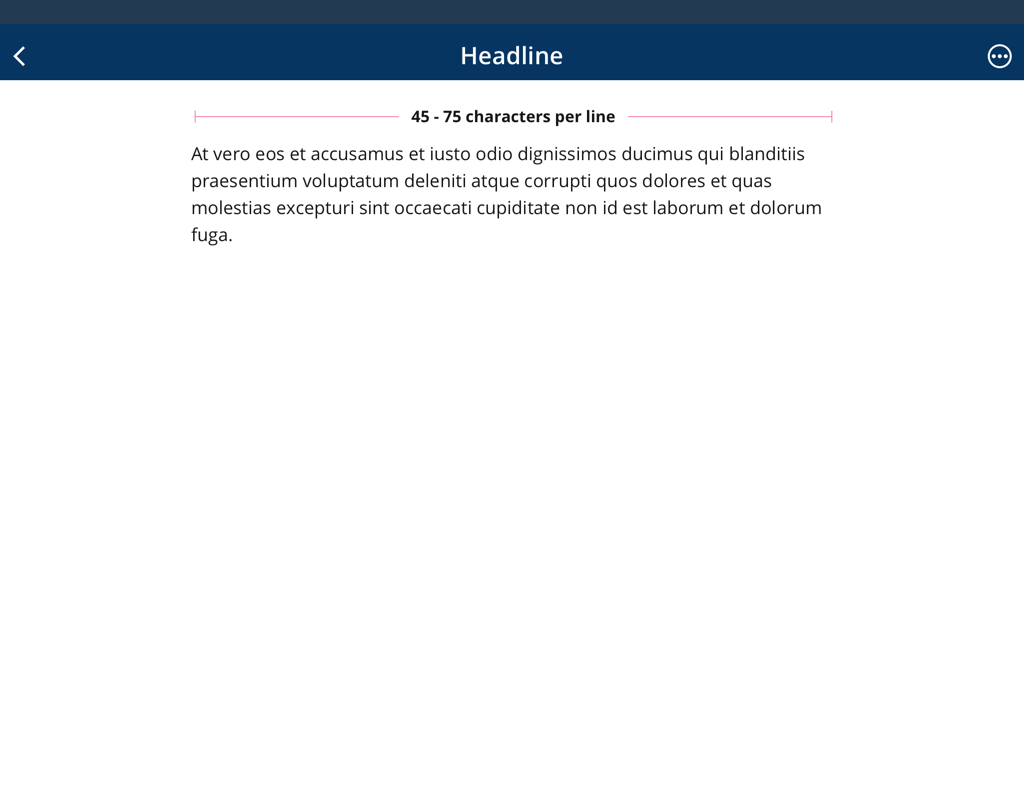 Headline
45 - 75 characters per line
At vero eos et accusamus et iusto odio dignissimos ducimus qui blanditiis
praesentium voluptatum deleniti atque corrupti quos dolores et quas
molestias excepturi sint occaecati cupiditate non id est laborum et dolorum
fuga.